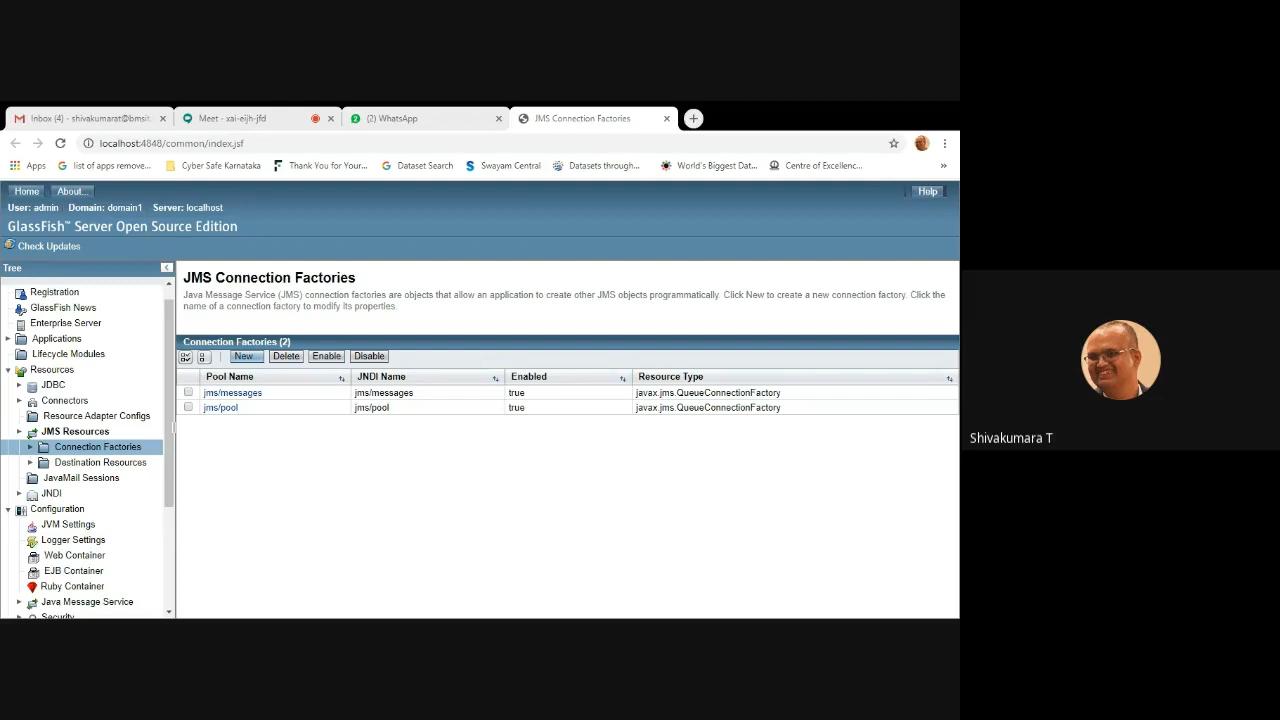 Inbox (4) - shivakumarat@bmsit.
Meet - xai-eijh-jfd
(2) WhatsApp
JMS Connection Factories
localhost:4848/common/index.jsf
Apps
list of apps remove...
Cyber Safe Karnataka
Thank You for Your...
Dataset Search
Swayam Central
Datasets through...
World's Biggest Dat...
Centre of Excellenc...
»
Home
About...
Help
User: admin Domain: domain1 Server: localhost
GlassFish™ Server Open Source Edition
Check Updates
Tree
Registration
GlassFish News
Enterprise Server
Applications
Lifecycle Modules
Resources
JDBC
Connectors
Resource Adapter Configs
JMS Resources
Connection Factories
Destination Resources
JavaMail Sessions
JNDI
Configuration
JVM Settings
Logger Settings
Web Container
EJB Container
Ruby Container
Java Message Service
Security
JMS Connection Factories
Java Message Service (JMS) connection factories are objects that allow an application to create other JMS objects programmatically. Click New to create a new connection factory. Click the
name of a connection factory to modify its properties.
Connection Factories (2)
New... Delete Enable Disable
Pool Name JNDI Name Enabled Resource Type
jms/messages jms/messages true javax.jms.QueueConnectionFactory
jms/pool jms/pool true javax.jms.QueueConnectionFactory
Shivakumara T